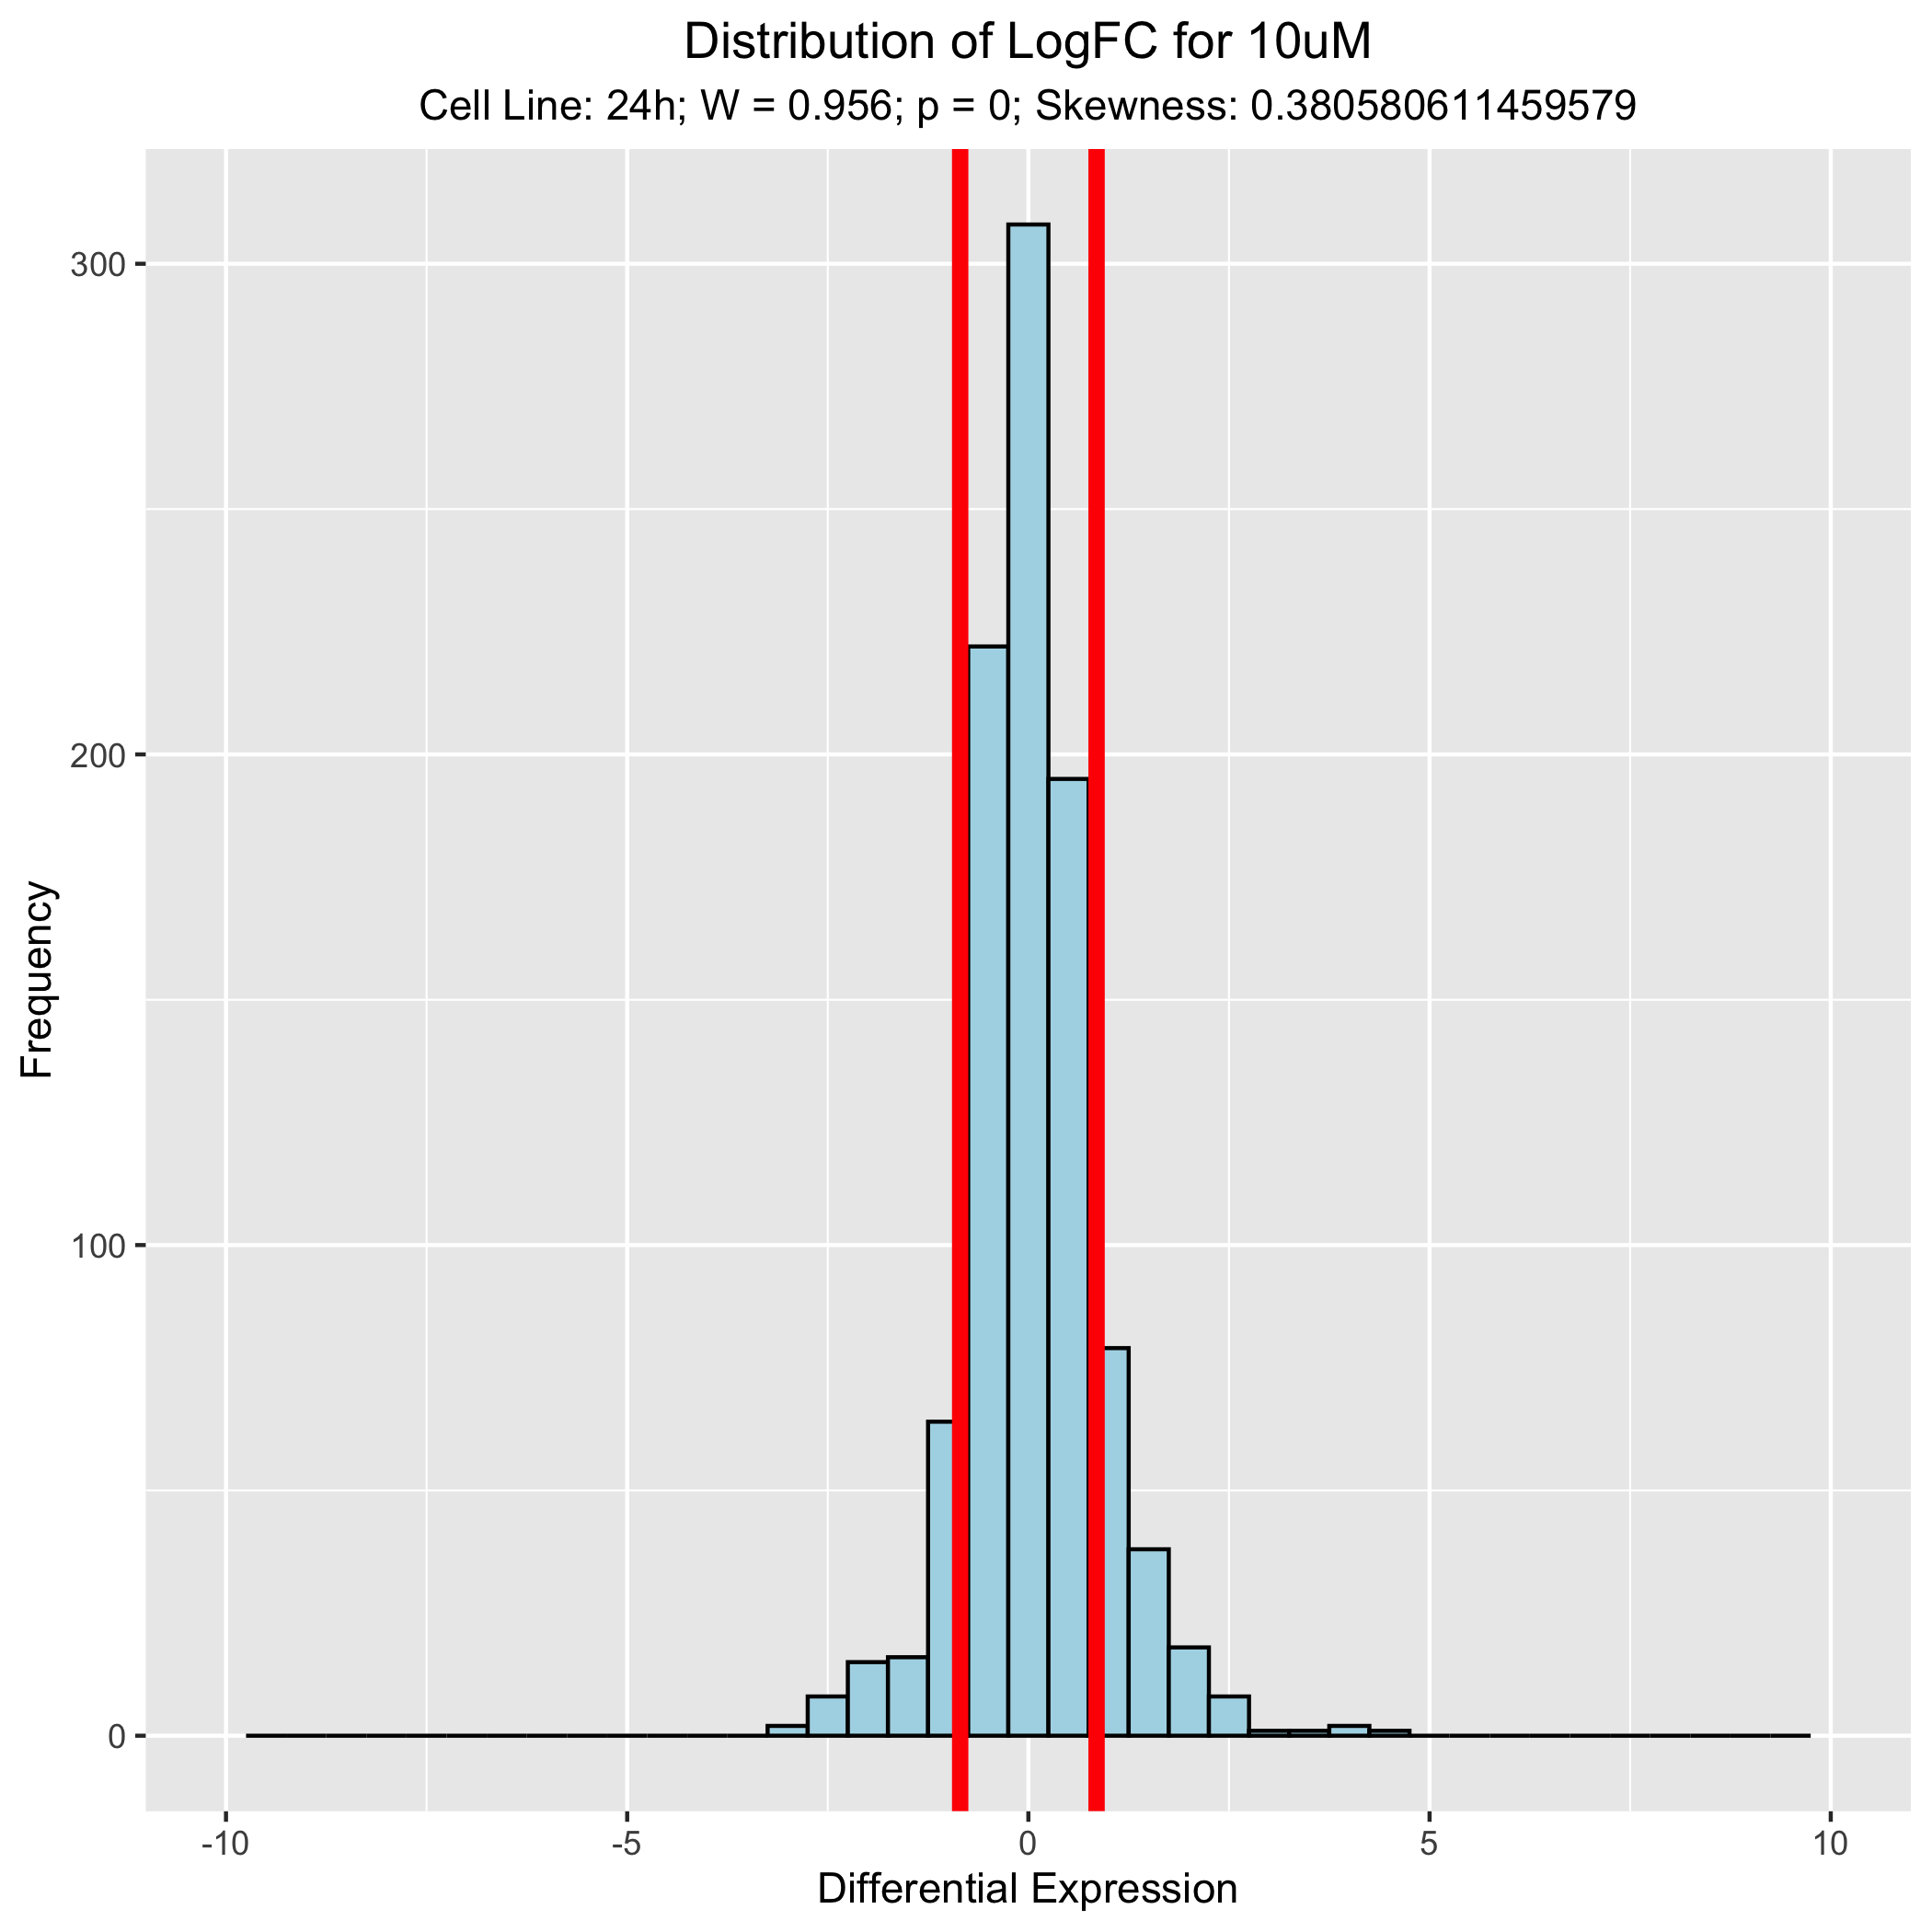 Distribution of LogFC for 10uM
Cell Line: 24h; W = 0.956; p = 0; Skewness: 0.380580611459579
Frequency
300
200
100
0
-10
-5
0
5
10
Differential Expression